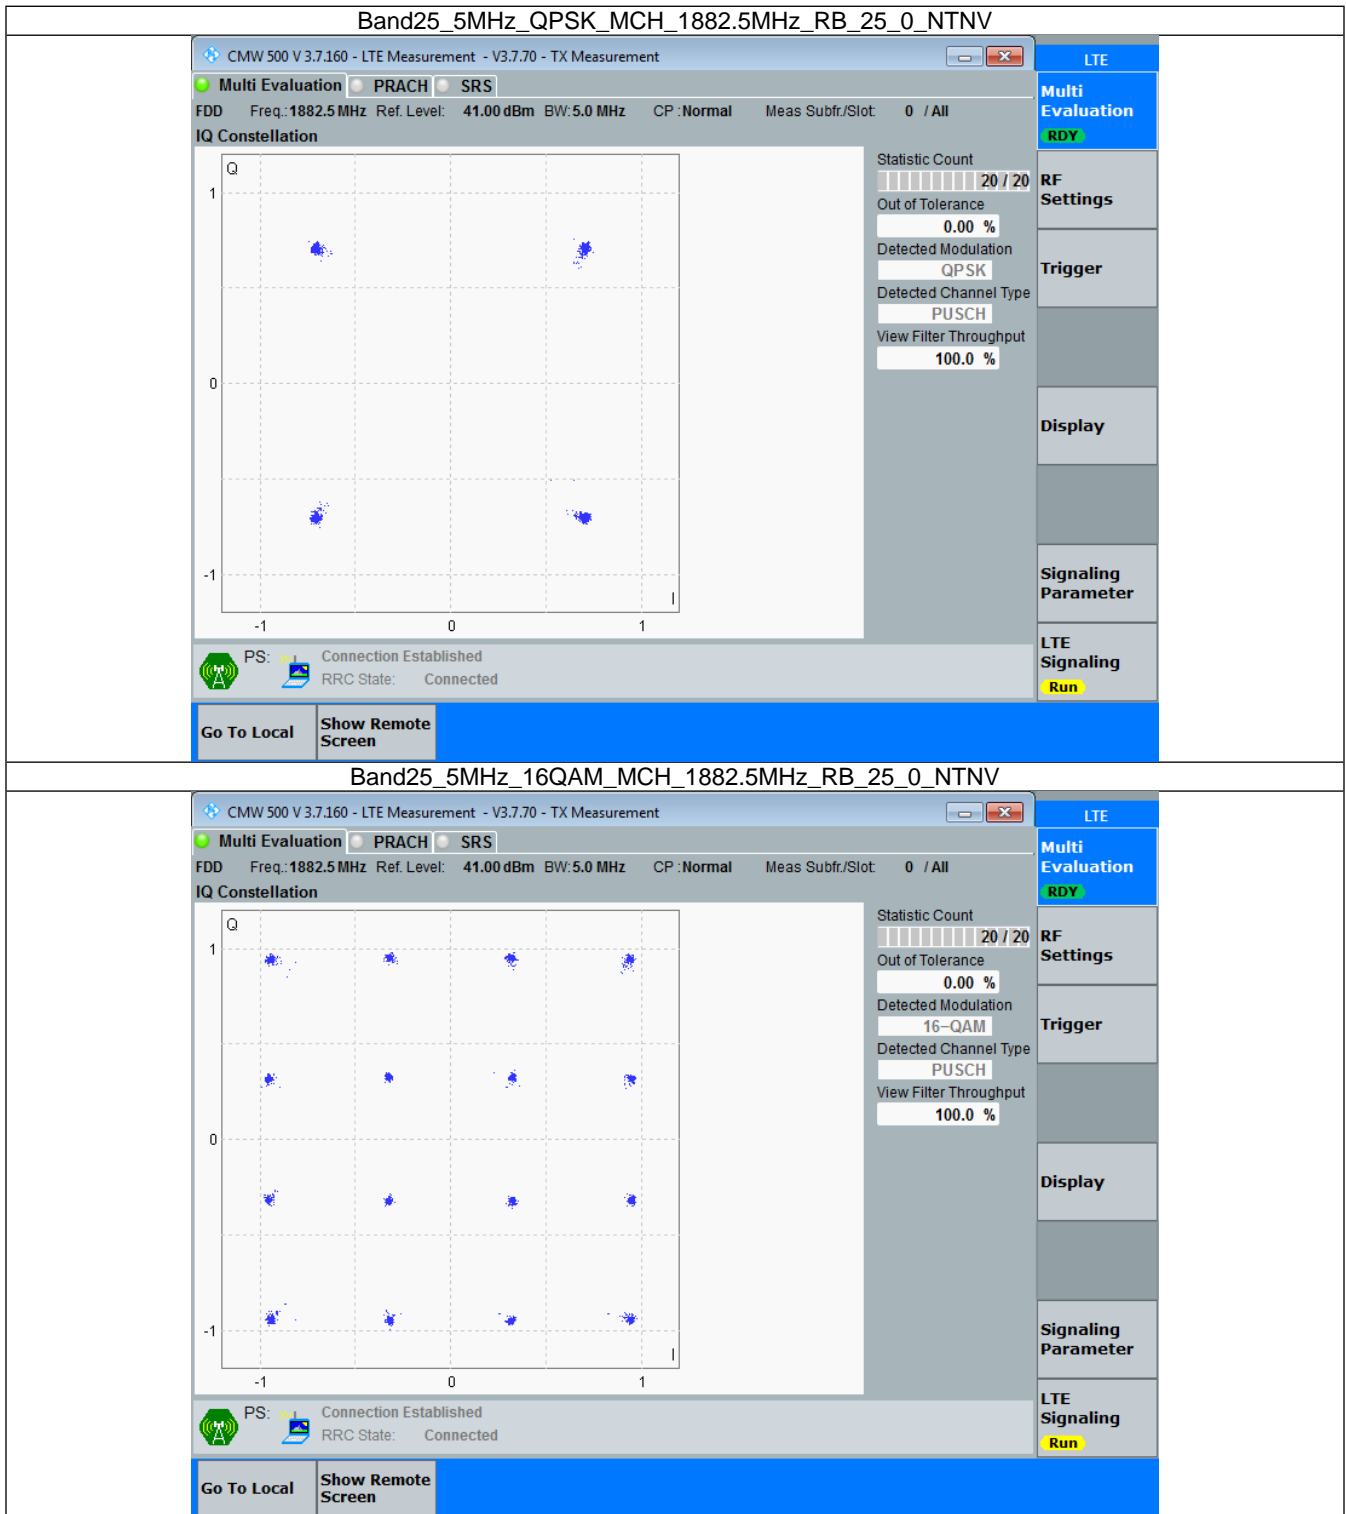 Band25_5MHz_QPSK_MCH_1882.5MHz_RB_25_0_NTNV
CMW 500 V 3.7.160 - LTE Measurement - V3.7.70 - TX Measurement
LTE
Multi Evaluation PRACH SRS
Multi Evaluation
RDY
FDD Freq.: 1882.5 MHz Ref. Level: 41.00 dBm BW: 5.0 MHz CP : Normal Meas Subfr./Slot: 0 / All
IQ Constellation
Q
1
0
-1
I
-1 0 1
Statistic Count
20 / 20
Out of Tolerance
0.00 %
Detected Modulation
QPSK
Detected Channel Type
PUSCH
View Filter Throughput
100.0 %
RF
Settings
Trigger
Display
Signaling
Parameter
LTE
Signaling
Run
PS: Connection Established
RRC State: Connected
Go To Local
Show Remote
Screen
Band25_5MHz_16QAM_MCH_1882.5MHz_RB_25_0_NTNV
CMW 500 V 3.7.160 - LTE Measurement - V3.7.70 - TX Measurement
LTE
Multi Evaluation PRACH SRS
Multi Evaluation
RDY
FDD Freq.: 1882.5 MHz Ref. Level: 41.00 dBm BW: 5.0 MHz CP : Normal Meas Subfr./Slot: 0 / All
IQ Constellation
Q
1
0
-1
I
-1 0 1
Statistic Count
20 / 20
Out of Tolerance
0.00 %
Detected Modulation
16-QAM
Detected Channel Type
PUSCH
View Filter Throughput
100.0 %
RF
Settings
Trigger
Display
Signaling
Parameter
LTE
Signaling
Run
PS: Connection Established
RRC State: Connected
Go To Local
Show Remote
Screen